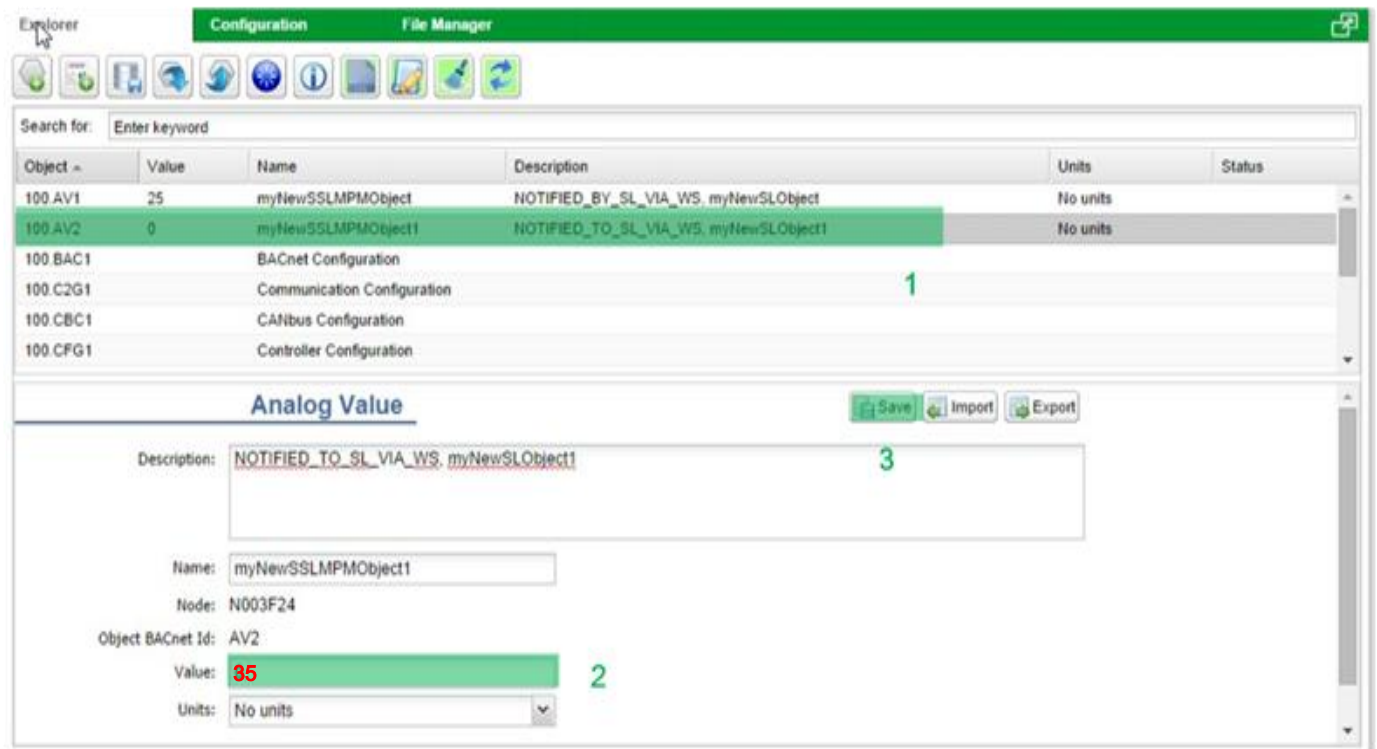 Explorer Configuration File Manager
Search for: Enter keyword
Object Value Name Description Units Status
100.AV1 25 myNewSSLMPMObject NOTIFIED_BY_SL_VIA_WS, myNewSLObject No units
100.AV2 0 myNewSSLMPMObject1 NOTIFIED_TO_SL_VIA_WS, myNewSLObject1 No units
100.BAC1 BACnet Configuration
1
100.C2G1 Communication Configuration
100.CBC1 CANbus Configuration
100.CFG1 Controller Configuration
Analog Value Save Import Export
3
Description: NOTIFIED_TO_SL_VIA_WS, myNewSLObject1
Name: myNewSSLMPMObject1
Node: N003F24
Object BACnet Id: AV2
Value: 35 2
Units: No units